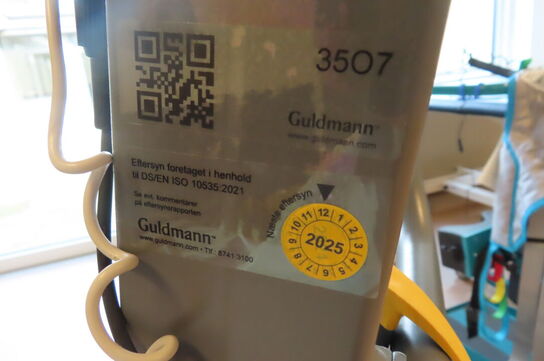 3507
Guldmann™
www.guldmann.com
Eftersyn foretaget i henhold
til DS/EN ISO 10535:2021
Se evt. kommentarer
på eftersynsrapporten
Guldmann™
www.guldmann.com • Tlf.: 8741 3100
Næste eftersyn
12 1 2 3 4 5 6 7 8 9 10 11
2025